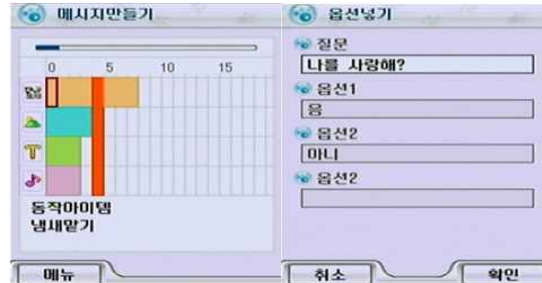 메시지만들기
0 5 10 15
T
동작아이템
냄새맡기
메뉴
옵션넣기
질문
나를 사랑해?
옵션1
응
옵션2
아니
옵션2
취소 확인